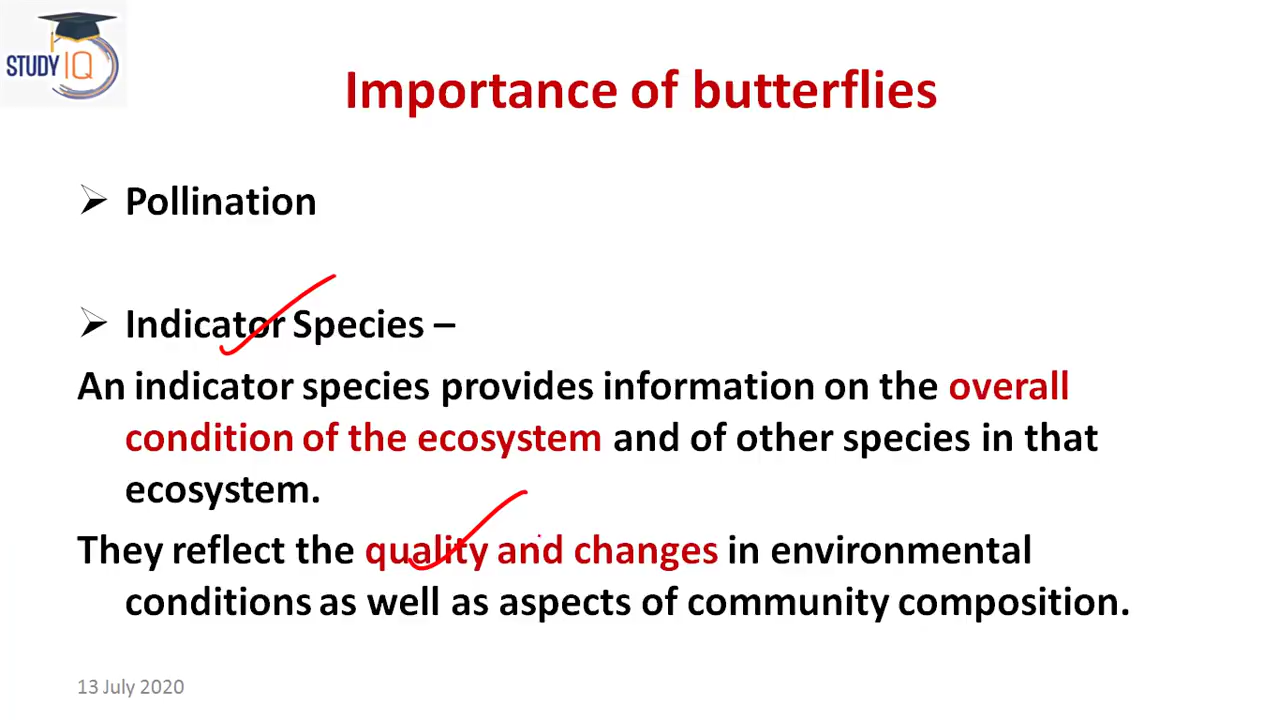 STUDY IQ
Importance of butterflies
➢ Pollination
➢ Indicator Species –
An indicator species provides information on the overall
condition of the ecosystem and of other species in that
ecosystem.
They reflect the quality and changes in environmental
conditions as well as aspects of community composition.
13 July 2020